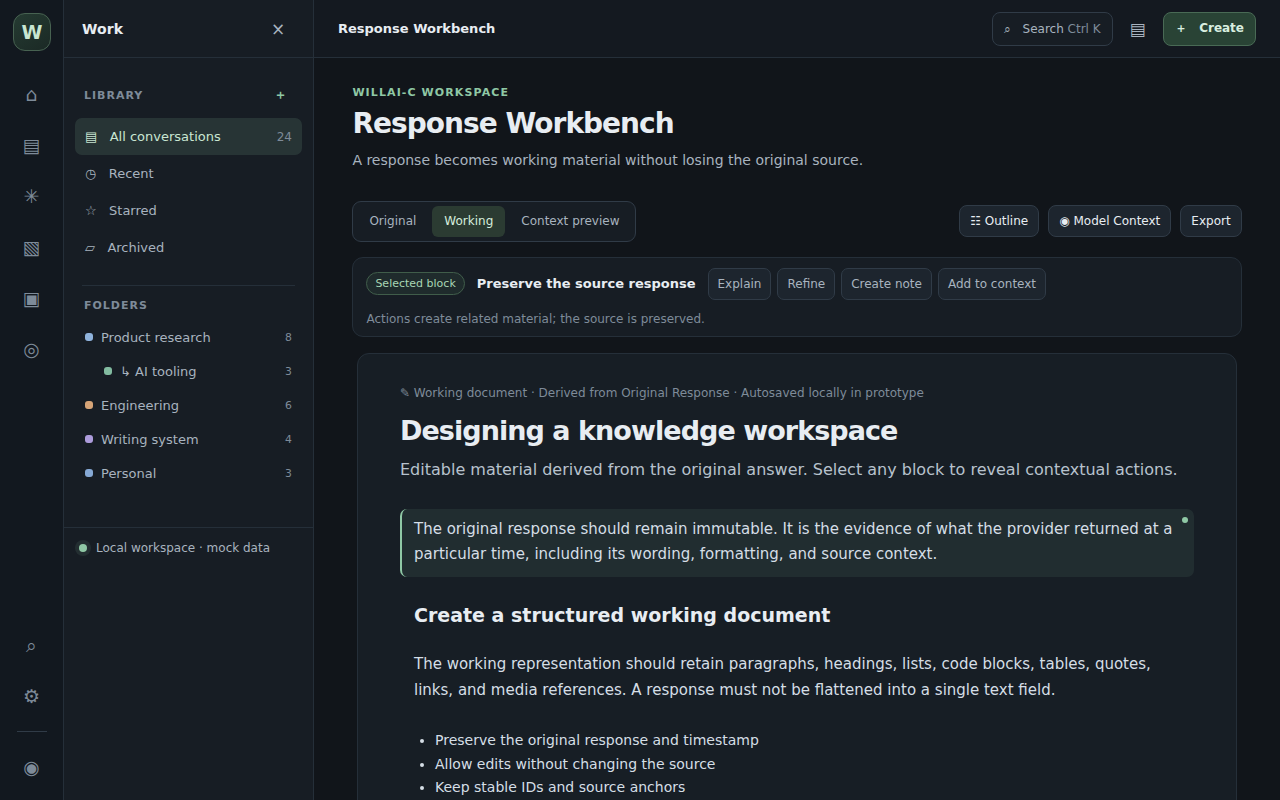 W
Work
×
LIBRARY
+
All conversations 24
Recent
Starred
Archived
FOLDERS
Product research 8
↳ AI tooling 3
Engineering 6
Writing system 4
Personal 3
Local workspace · mock data
Response Workbench
Search Ctrl K
+ Create
WILLAI-C WORKSPACE
Response Workbench
A response becomes working material without losing the original source.
Original Working Context preview
Outline Model Context Export
Selected block Preserve the source response Explain Refine Create note Add to context
Actions create related material; the source is preserved.
✎ Working document · Derived from Original Response · Autosaved locally in prototype
Designing a knowledge workspace
Editable material derived from the original answer. Select any block to reveal contextual actions.
The original response should remain immutable. It is the evidence of what the provider returned at a
particular time, including its wording, formatting, and source context.
Create a structured working document
The working representation should retain paragraphs, headings, lists, code blocks, tables, quotes,
links, and media references. A response must not be flattened into a single text field.
• Preserve the original response and timestamp
• Allow edits without changing the source
• Keep stable IDs and source anchors